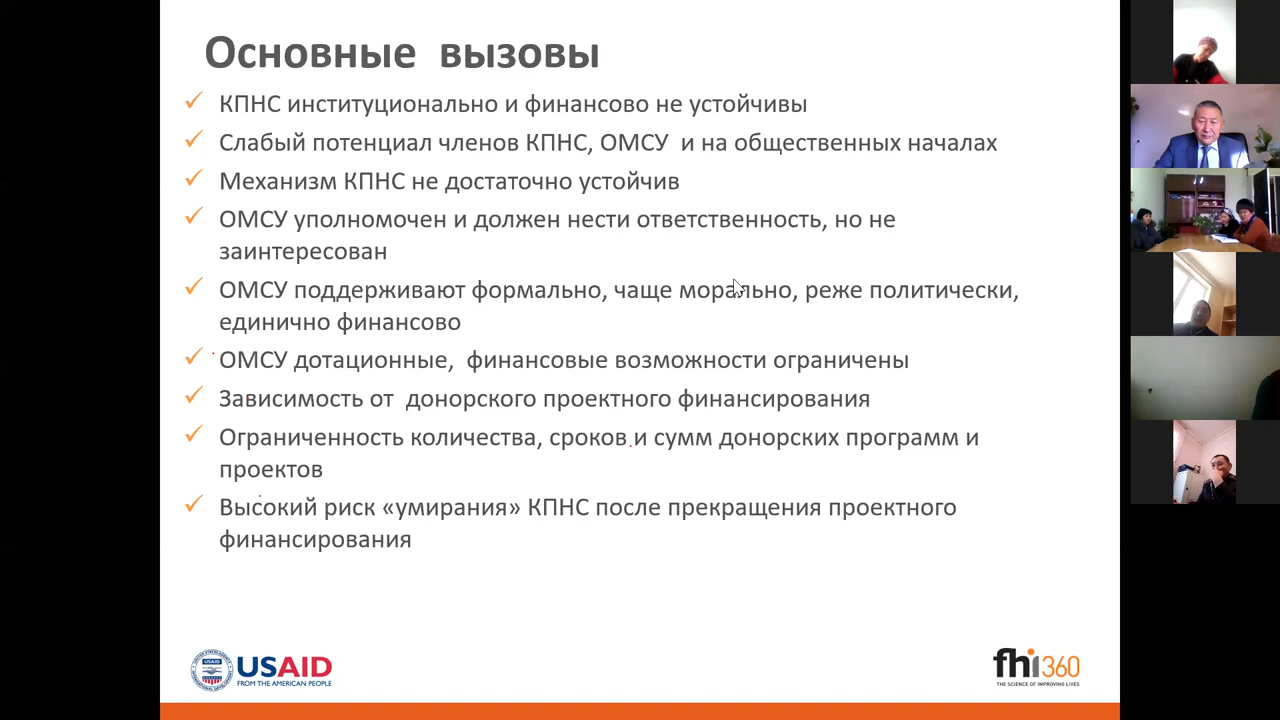 Основные вызовы
КПНС институционально и финансово не устойчивы
Слабый потенциал членов КПНС, ОМСУ и на общественных началах
Механизм КПНС не достаточно устойчив
ОМСУ уполномочен и должен нести ответственность, но не
заинтересован
ОМСУ поддерживают формально, чаще морально, реже политически,
единично финансово
ОМСУ дотационные, финансовые возможности ограничены
Зависимость от донорского проектного финансирования
Ограниченность количества, сроков и сумм донорских программ и
проектов
Высокий риск «умирания» КПНС после прекращения проектного
финансирования
USAID
FROM THE AMERICAN PEOPLE
fhi 360
THE SCIENCE OF IMPROVING LIVES